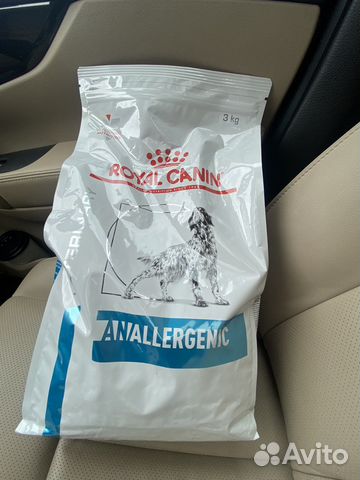 3 kg
ROYAL CANIN
ANALLERGENIC
Avito